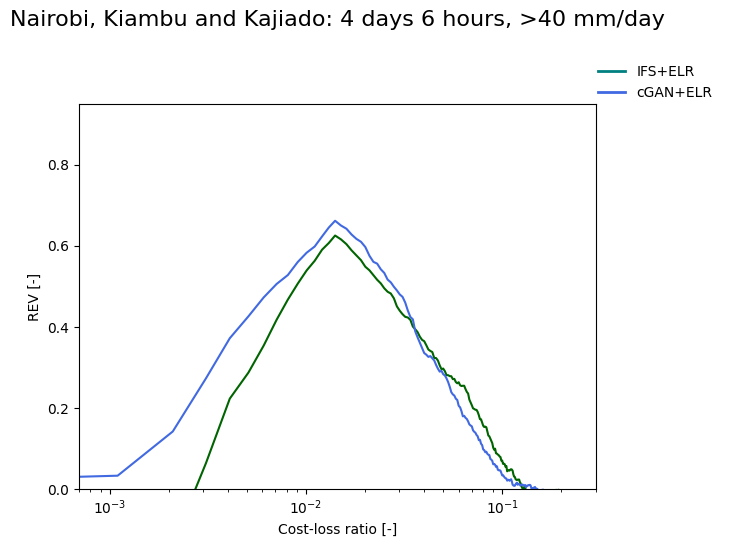 Nairobi, Kiambu and Kajiado: 4 days 6 hours, >40 mm/day
IFS+ELR
cGAN+ELR
0.8
0.6
0.4
0.2
0.0
REV [-]
10⁻³ 10⁻² 10⁻¹
Cost-loss ratio [-]